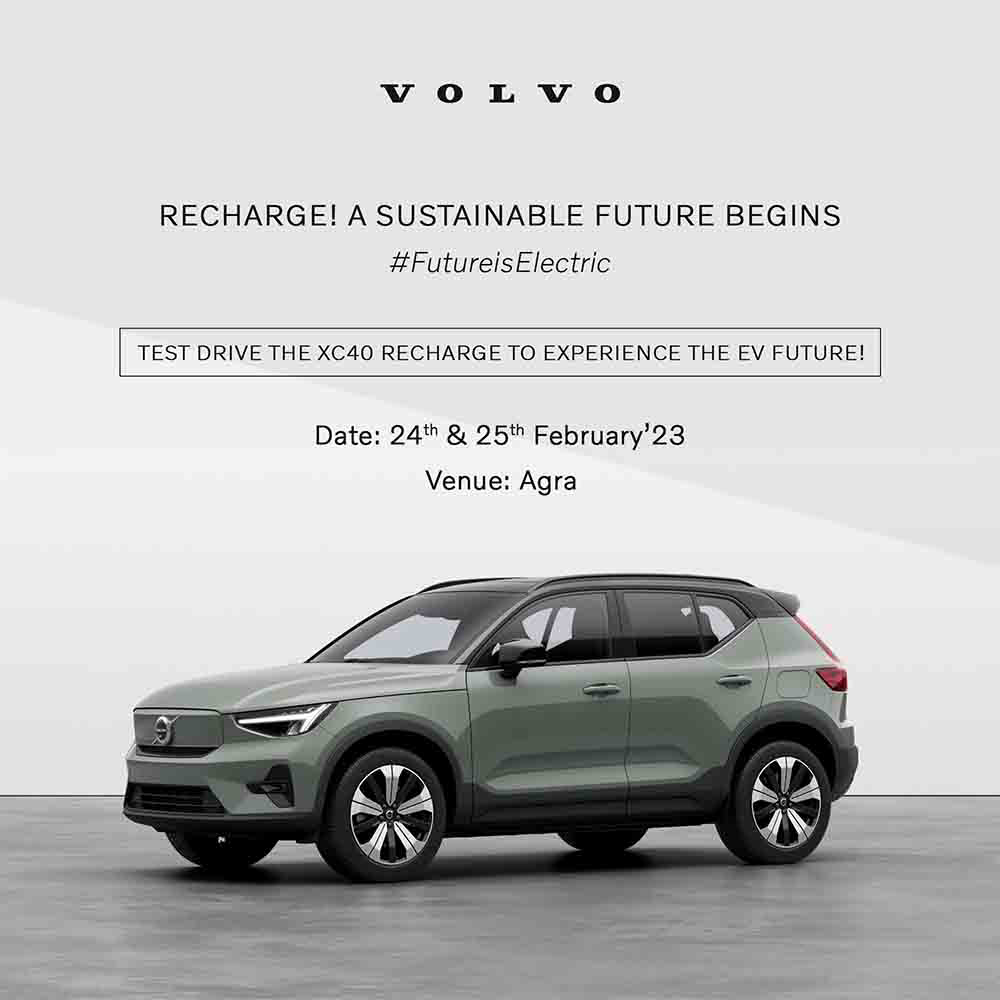 VOLVO
RECHARGE! A SUSTAINABLE FUTURE BEGINS
#FutureisElectric
TEST DRIVE THE XC40 RECHARGE TO EXPERIENCE THE EV FUTURE!
Date: 24th & 25th February'23
Venue: Agra